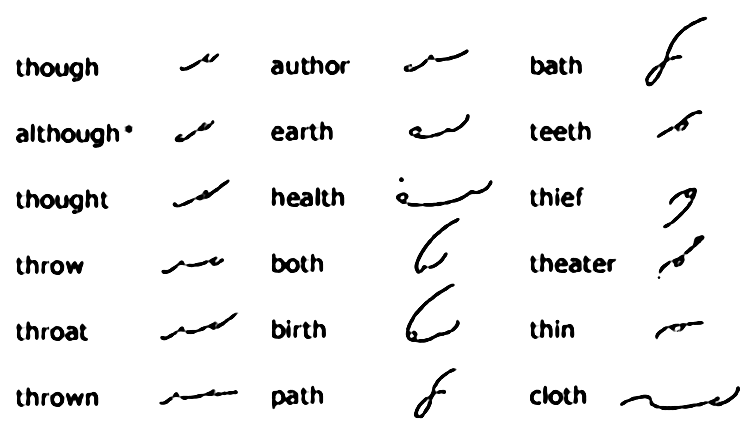 though author bath
although* earth teeth
thought health thief
throw both theater
throat birth thin
thrown path cloth